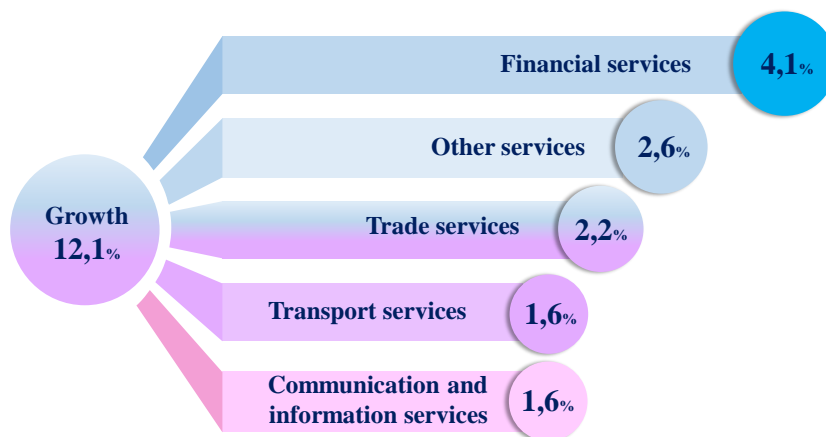 Financial services
4,1%
Other services
2,6%
Growth
12,1%
Trade services
2,2%
Transport services
1,6%
Communication and
information services
1,6%